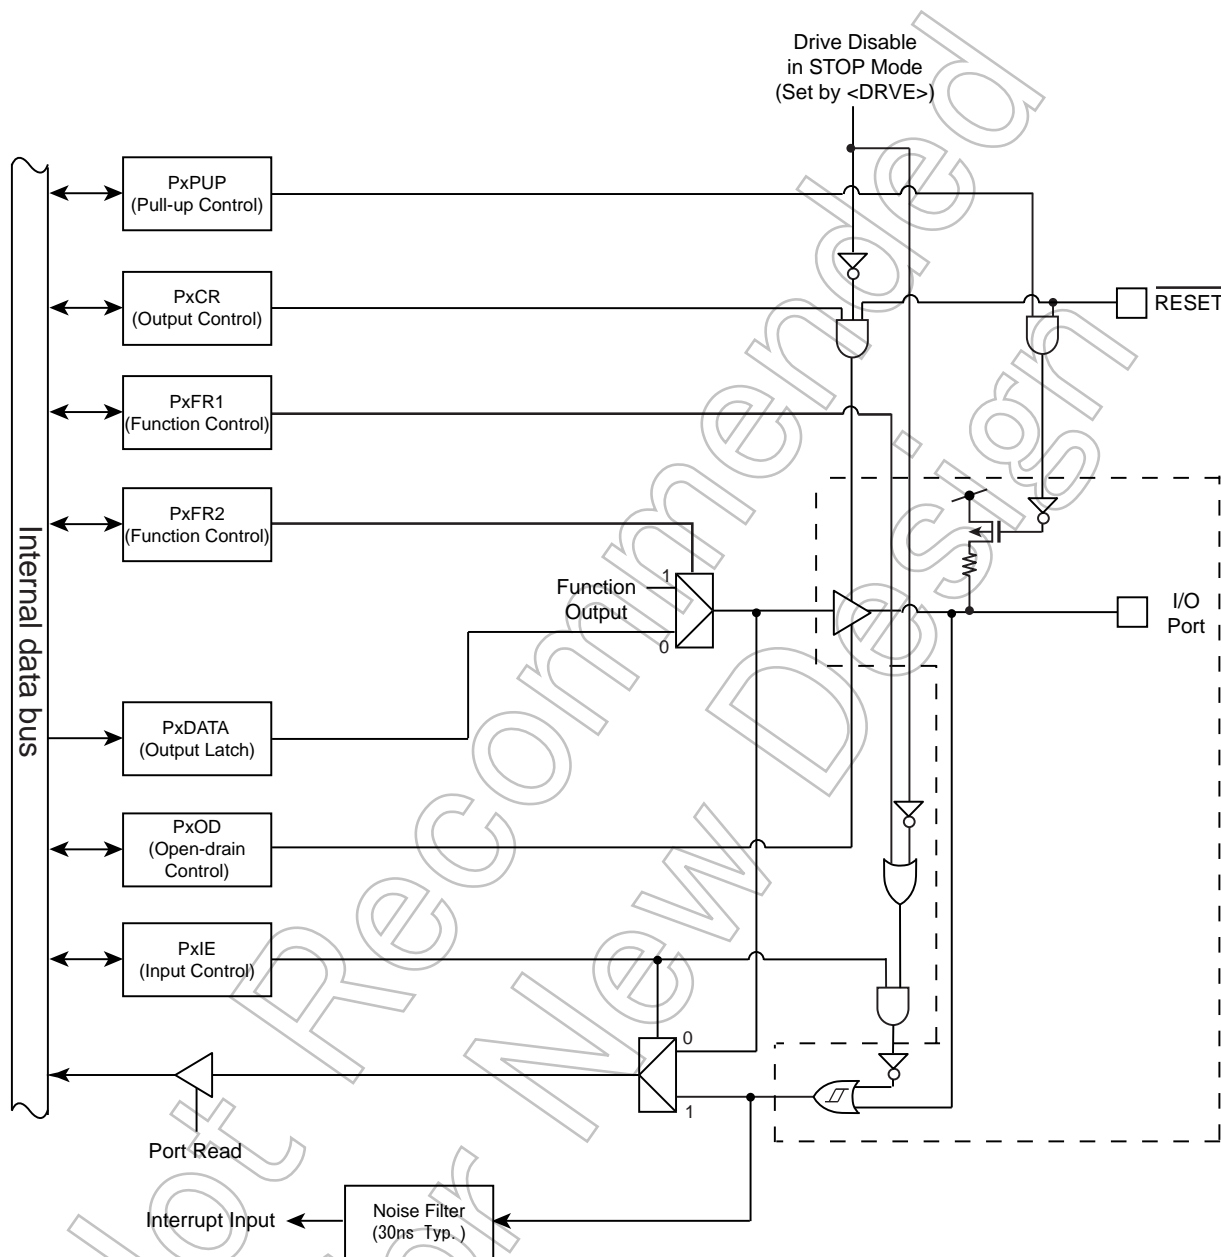 Drive Disable
in STOP Mode
(Set by <DRVE>)
PxPUP
(Pull-up Control)
PxCR
(Output Control)
RESET
PxFR1
(Function Control)
PxFR2
(Function Control)
1
Function
Output
0
I/O
Port
Internal data bus
PxDATA
(Output Latch)
PxOD
(Open-drain
Control)
PxIE
(Input Control)
0
1
Port Read
Interrupt Input
Noise Filter
(30ns Typ.)
Not Recommended
for New Design